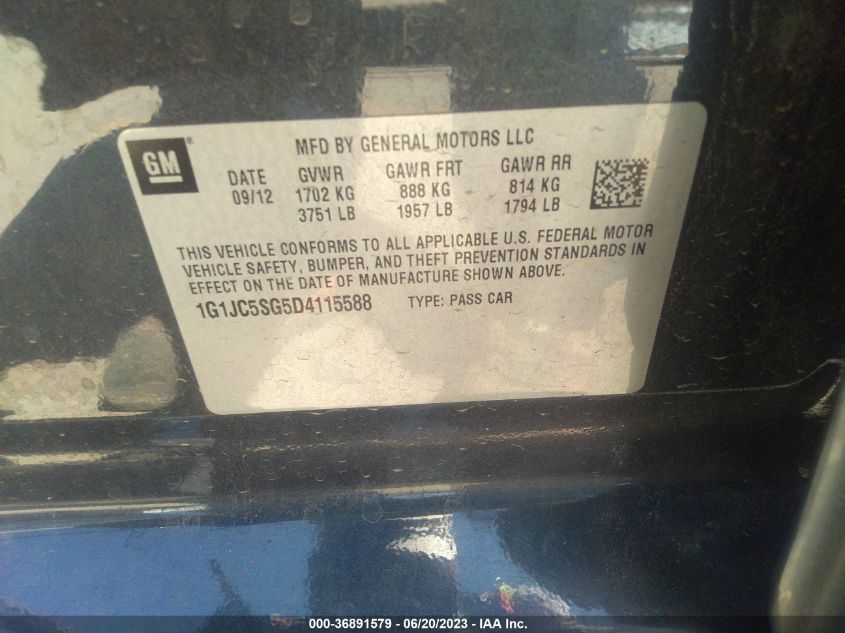 GM
MFD BY GENERAL MOTORS LLC
DATE GVWR GAWR FRT GAWR RR
09/12 1702 KG 888 KG 814 KG
3751 LB 1957 LB 1794 LB
THIS VEHICLE CONFORMS TO ALL APPLICABLE U.S. FEDERAL MOTOR
VEHICLE SAFETY, BUMPER, AND THEFT PREVENTION STANDARDS IN
EFFECT ON THE DATE OF MANUFACTURE SHOWN ABOVE.
1G1JC5SG5D4115588 TYPE: PASS CAR
000-36891579 - 06/20/2023 - IAA Inc.